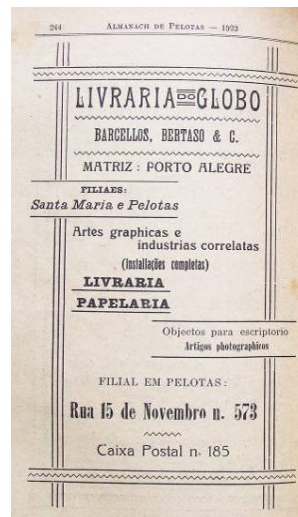 244 ALMANACH DE PELOTAS — 1922
LIVRARIA DO GLOBO
BARCELLOS, BERTASO & C.
MATRIZ: PORTO ALEGRE
FILIAES:
Santa Maria e Pelotas
Artes graphicas e
industrias correlatas
(Installações completas)
LIVRARIA
PAPELARIA
Objectos para escriptorio
Artigos photographicos
FILIAL EM PELOTAS:
Rua 15 de Novembro n. 573
Caixa Postal n. 185